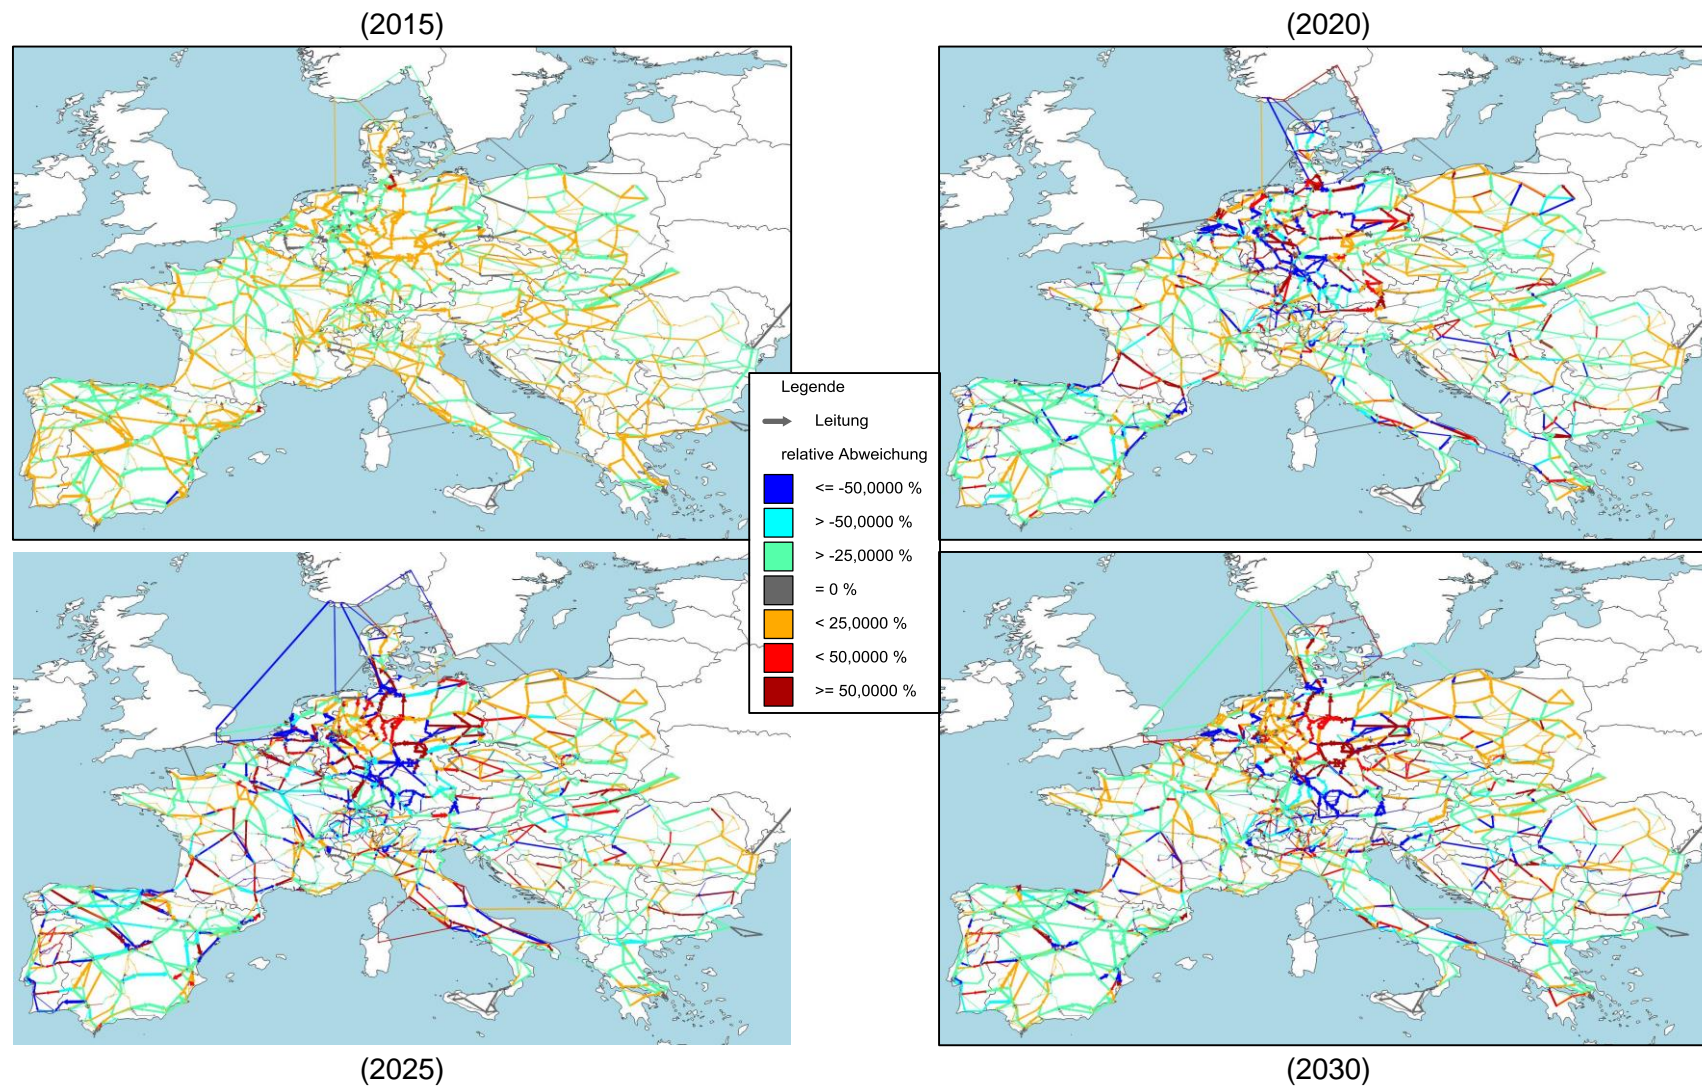 (2015)
(2020)
Legende
Leitung
relative Abweichung
<= -50,0000 %
> -50,0000 %
> -25,0000 %
= 0 %
< 25,0000 %
< 50,0000 %
>= 50,0000 %
(2025)
(2030)